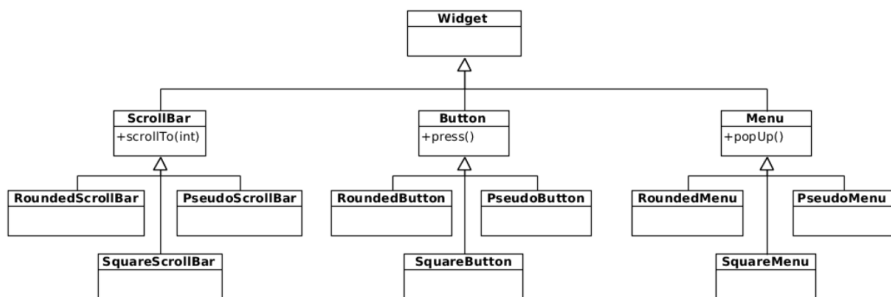 Widget
ScrollBar
+scrollTo(int)
Button
+press()
Menu
+popUp()
RoundedScrollBar
PseudoScrollBar
RoundedButton
PseudoButton
RoundedMenu
PseudoMenu
SquareScrollBar
SquareButton
SquareMenu